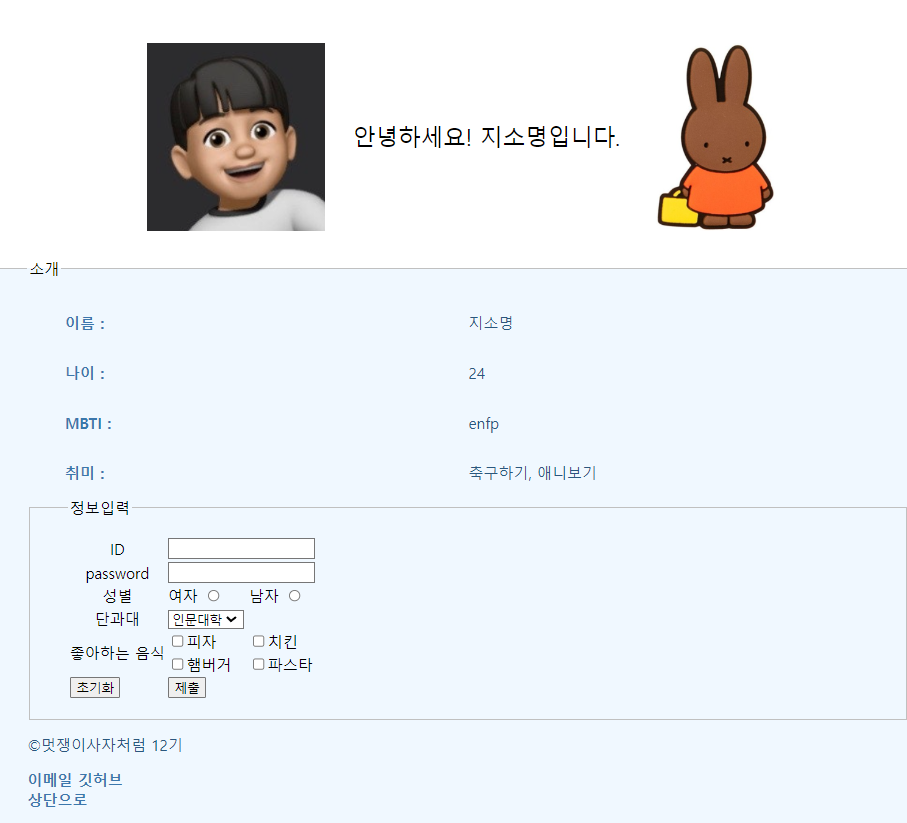 안녕하세요! 지소명입니다.
소개
이름 : 지소명
나이 : 24
MBTI : enfp
취미 : 축구하기, 애니보기
정보입력
ID
password
성별 여자 남자
단과대 인문대학
좋아하는 음식 피자 치킨
햄버거 파스타
초기화 제출
©멋쟁이사자처럼 12기
이메일 깃허브
상단으로